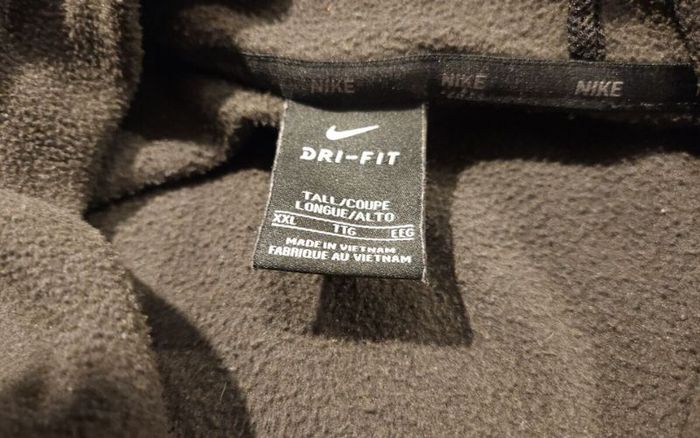 NIKE NIKE NIKE
DRI-FIT
TALL/COUPE
LONGUE/ALTO
XXL TTG EEG
MADE IN VIETNAM
FABRIQUE AU VIETNAM